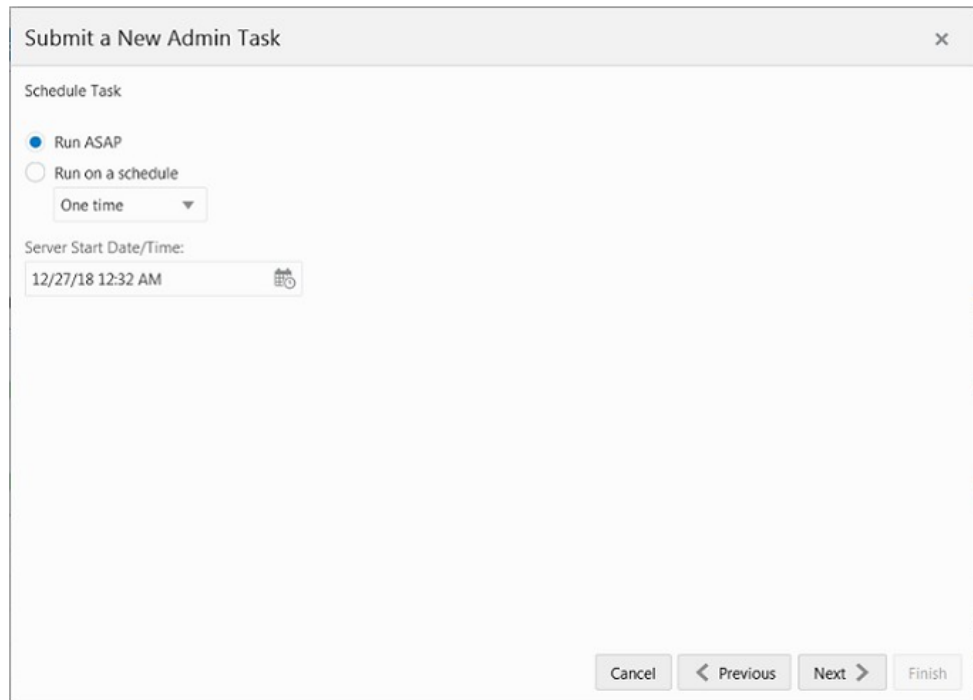 Submit a New Admin Task
Schedule Task
Run ASAP
Run on a schedule
One time
Server Start Date/Time:
12/27/18 12:32 AM
Cancel Previous Next Finish